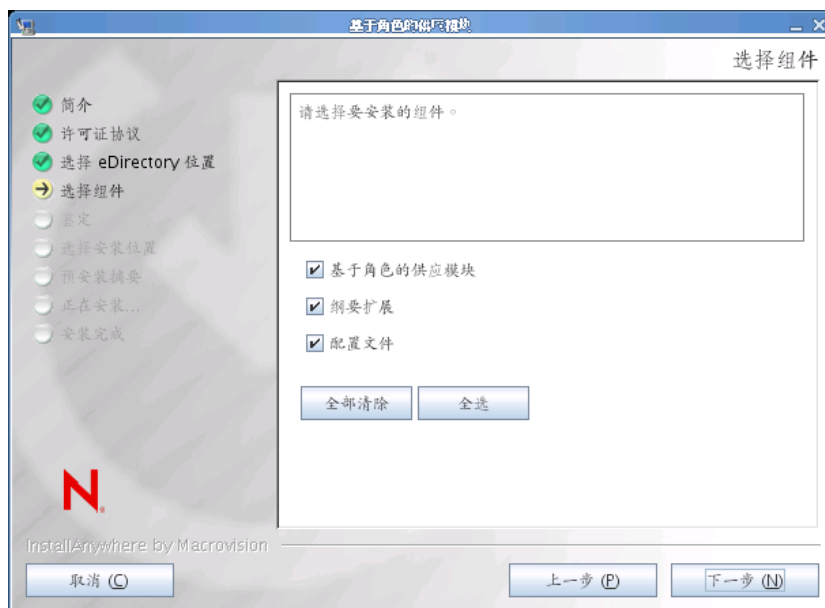 基于角色的供应模块
选择组件
简介
许可证协议
选择 eDirectory 位置
选择组件
鉴定
选择安装位置
预安装摘要
正在安装...
安装完成
请选择要安装的组件。
基于角色的供应模块
纲要扩展
配置文件
全部清除
全选
N
InstallAnywhere by Macrovision
取消 (C)
上一步 (P)
下一步 (N)